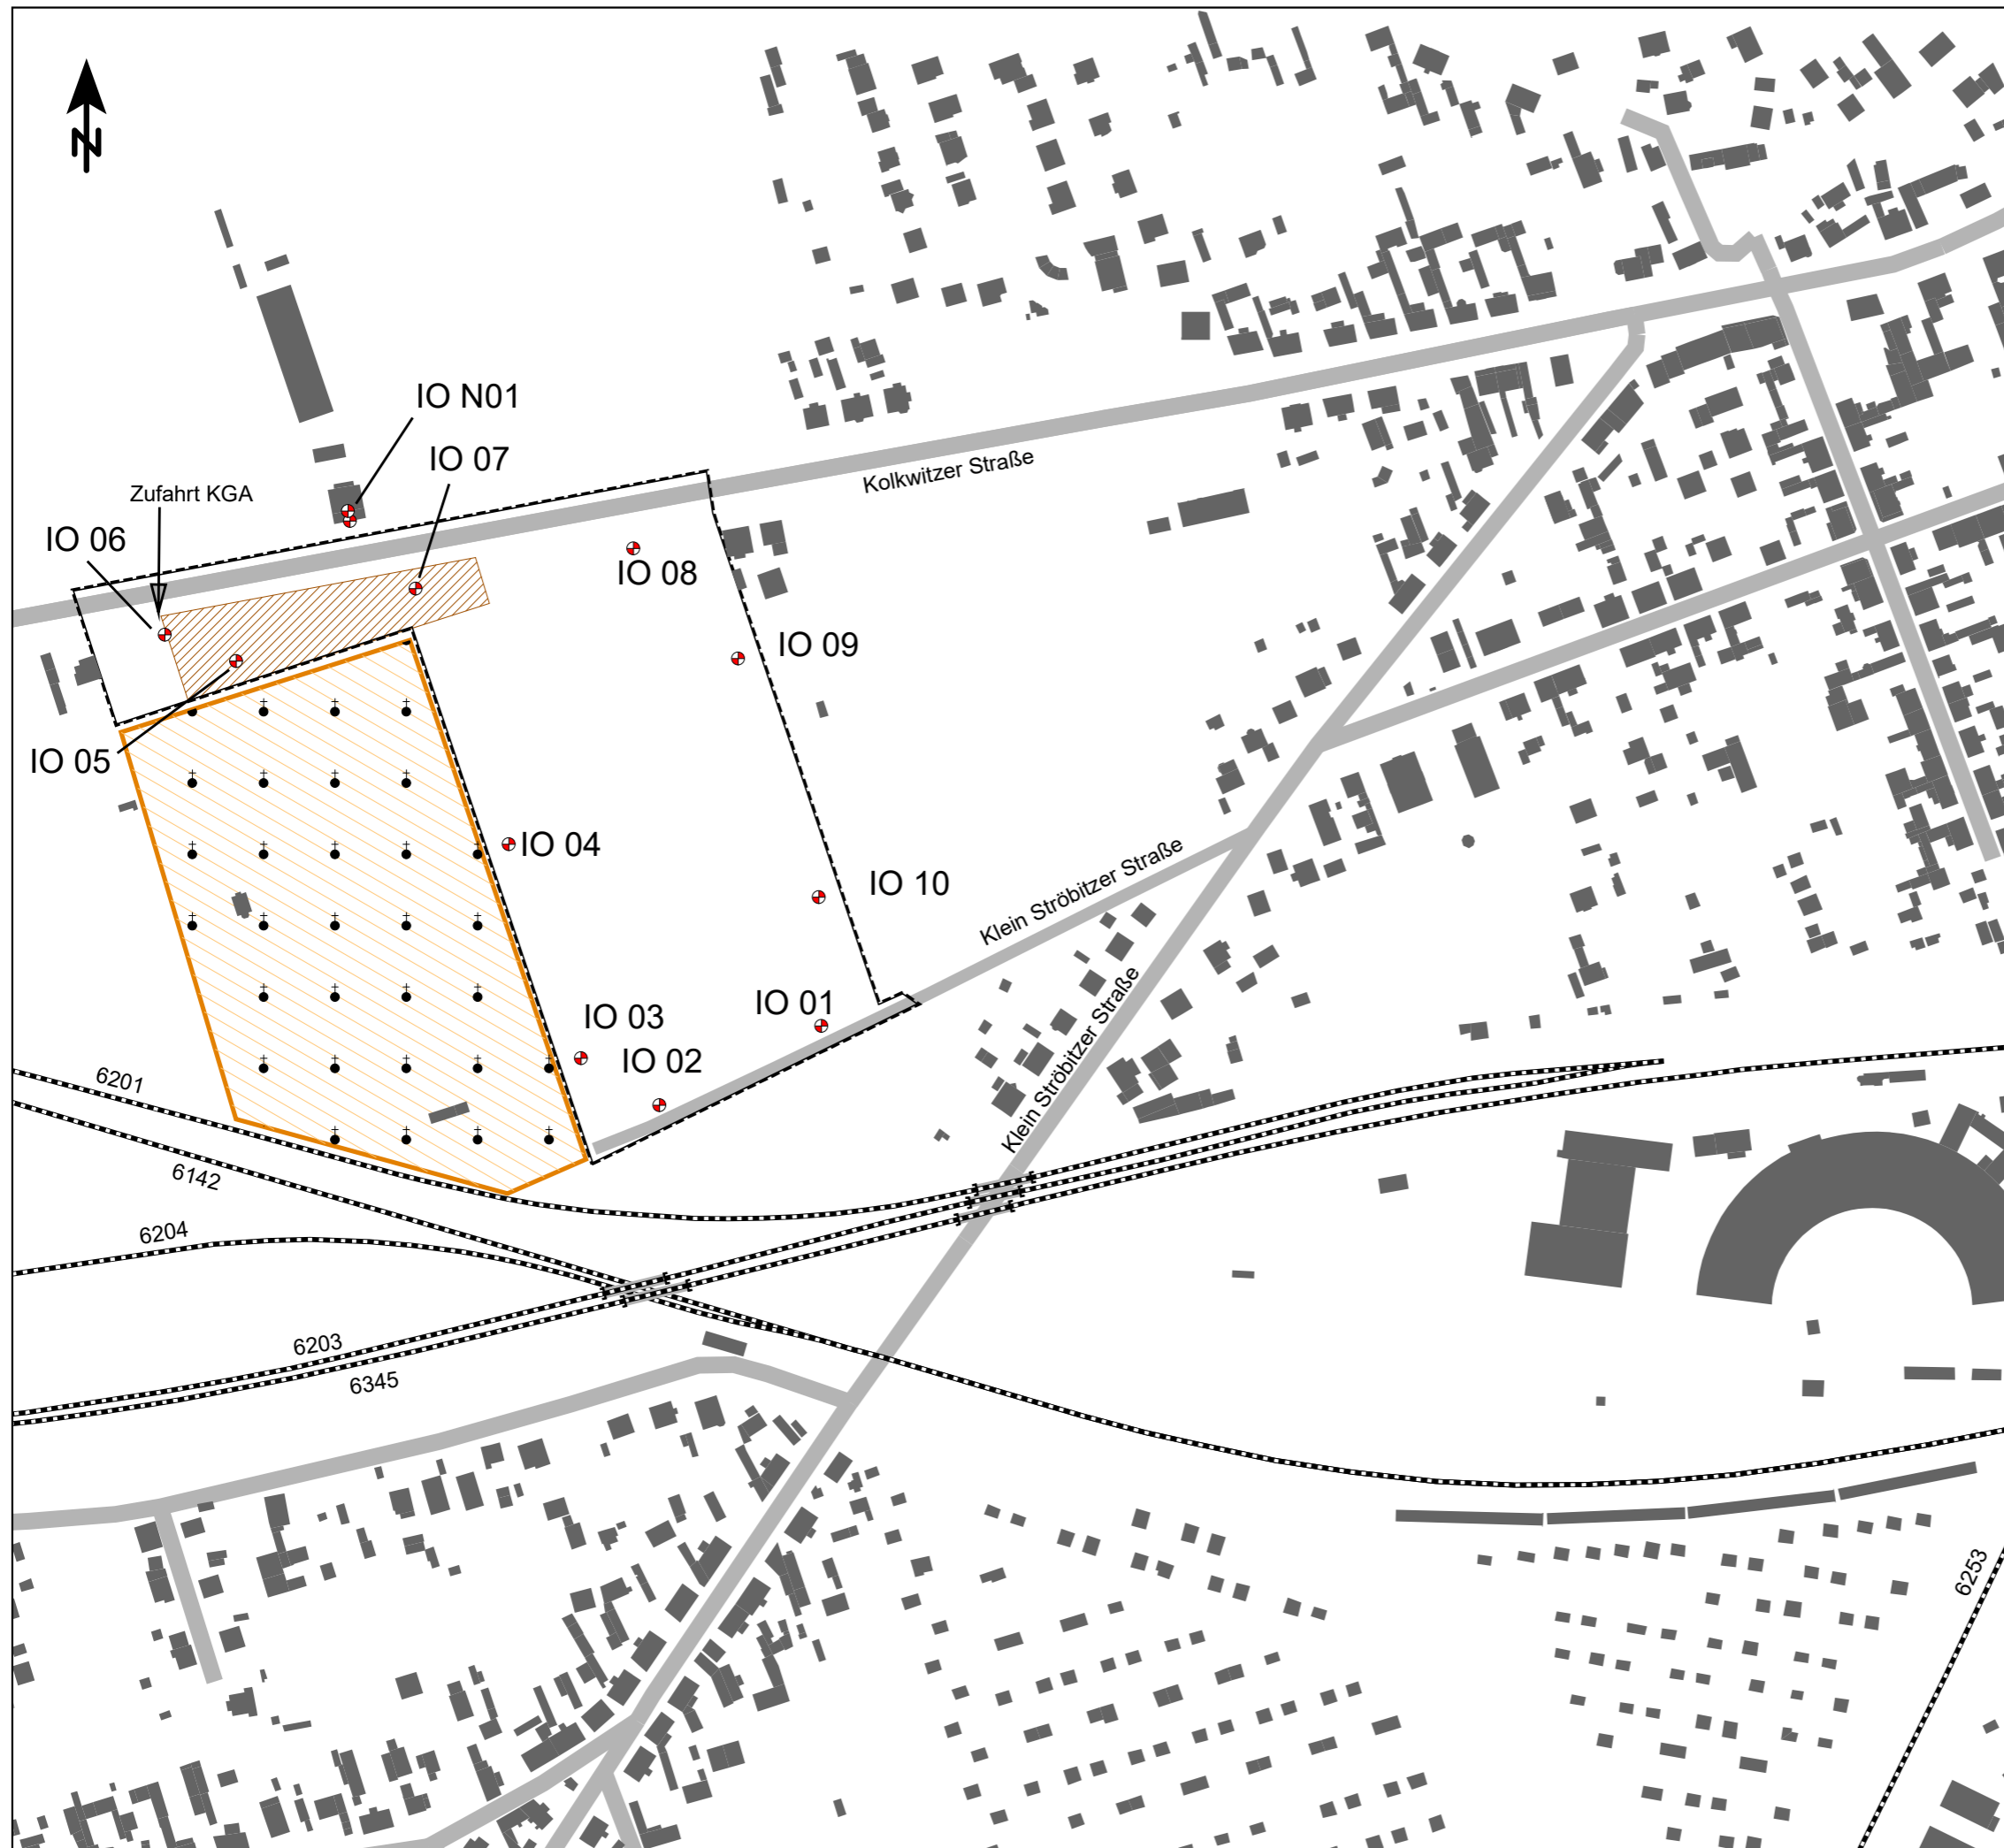 N
IO N01
IO 07
Kolkwitzer Straße
Zufahrt KGA
IO 06
IO 08
IO 09
IO 05
IO 04
IO 10
Klein Ströbitzer Straße
IO 01
IO 03
IO 02
Klein Ströbitzer Straße
6201
6142
6204
6203
6345
6253